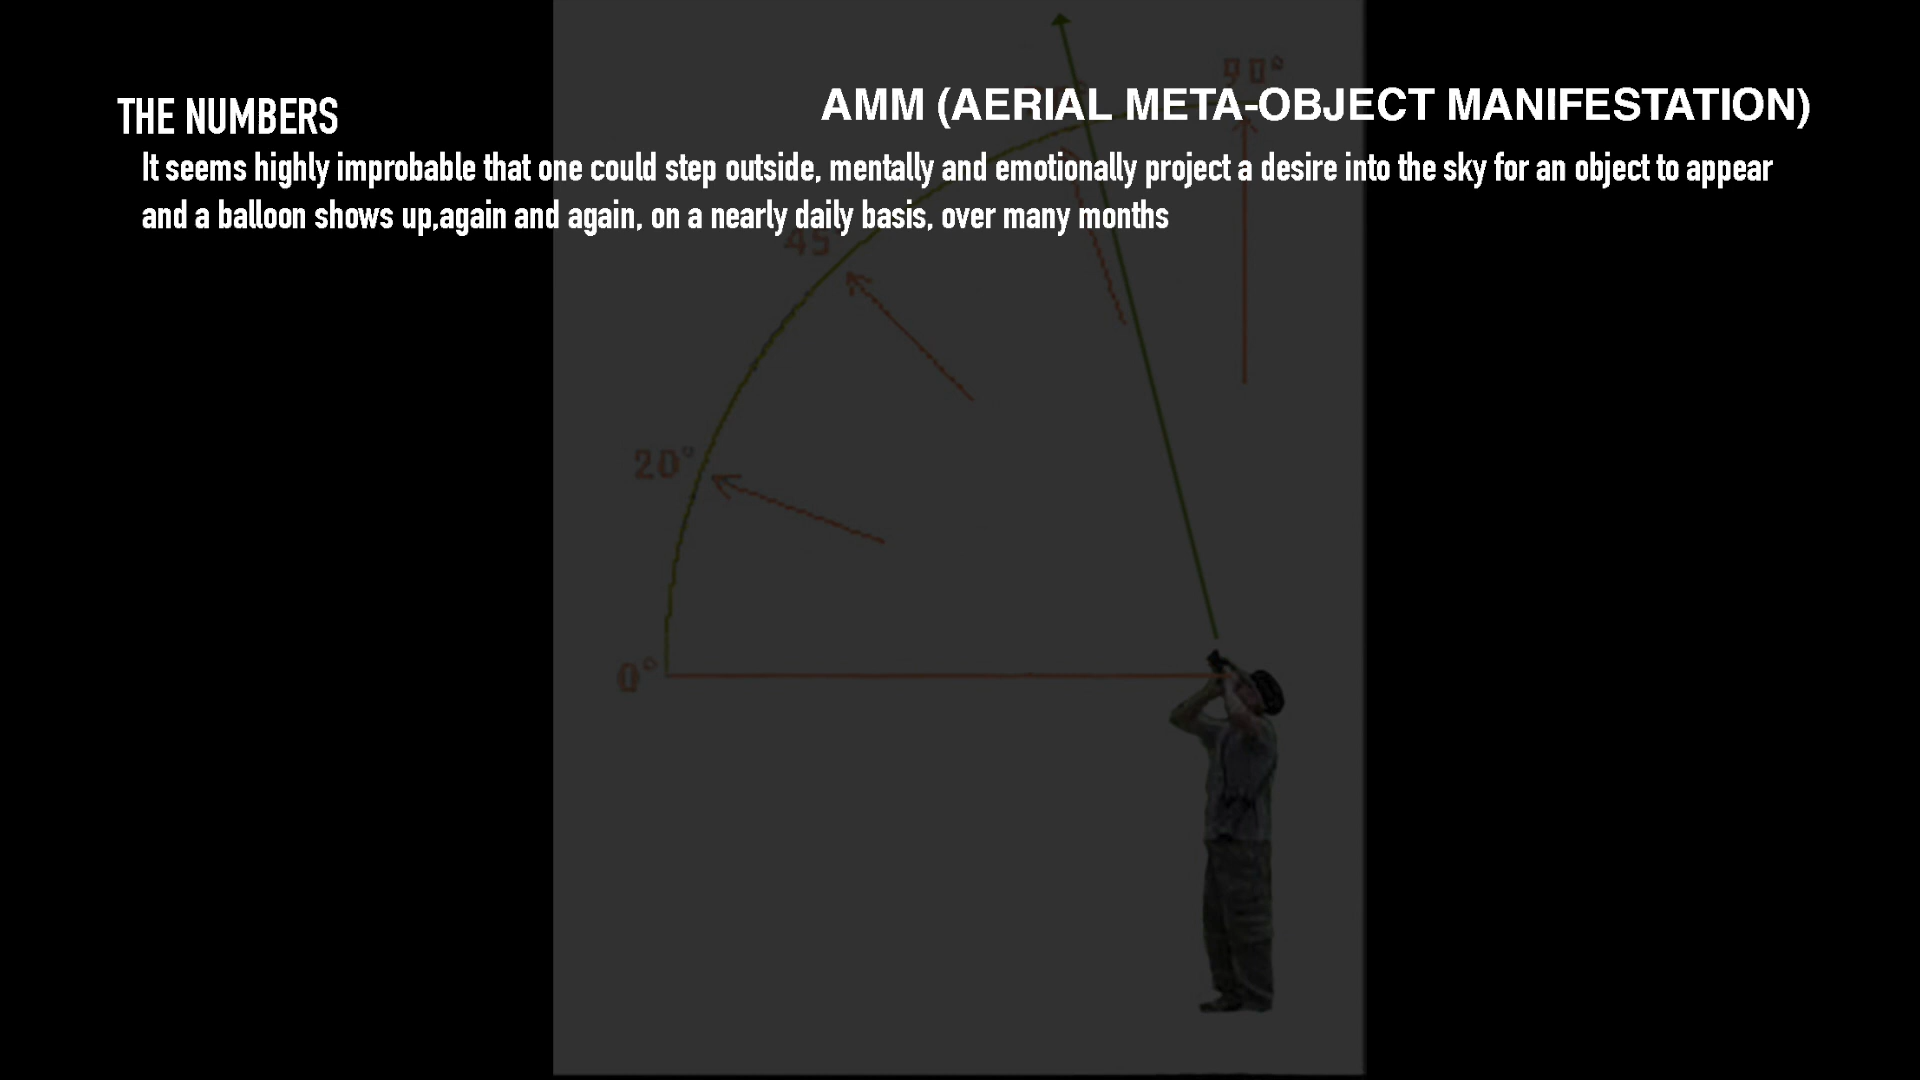 THE NUMBERS
AMM (AERIAL META-OBJECT MANIFESTATION)
It seems highly improbable that one could step outside, mentally and emotionally project a desire into the sky for an object to appear
and a balloon shows up,again and again, on a nearly daily basis, over many months
90°
45°
20°
0°